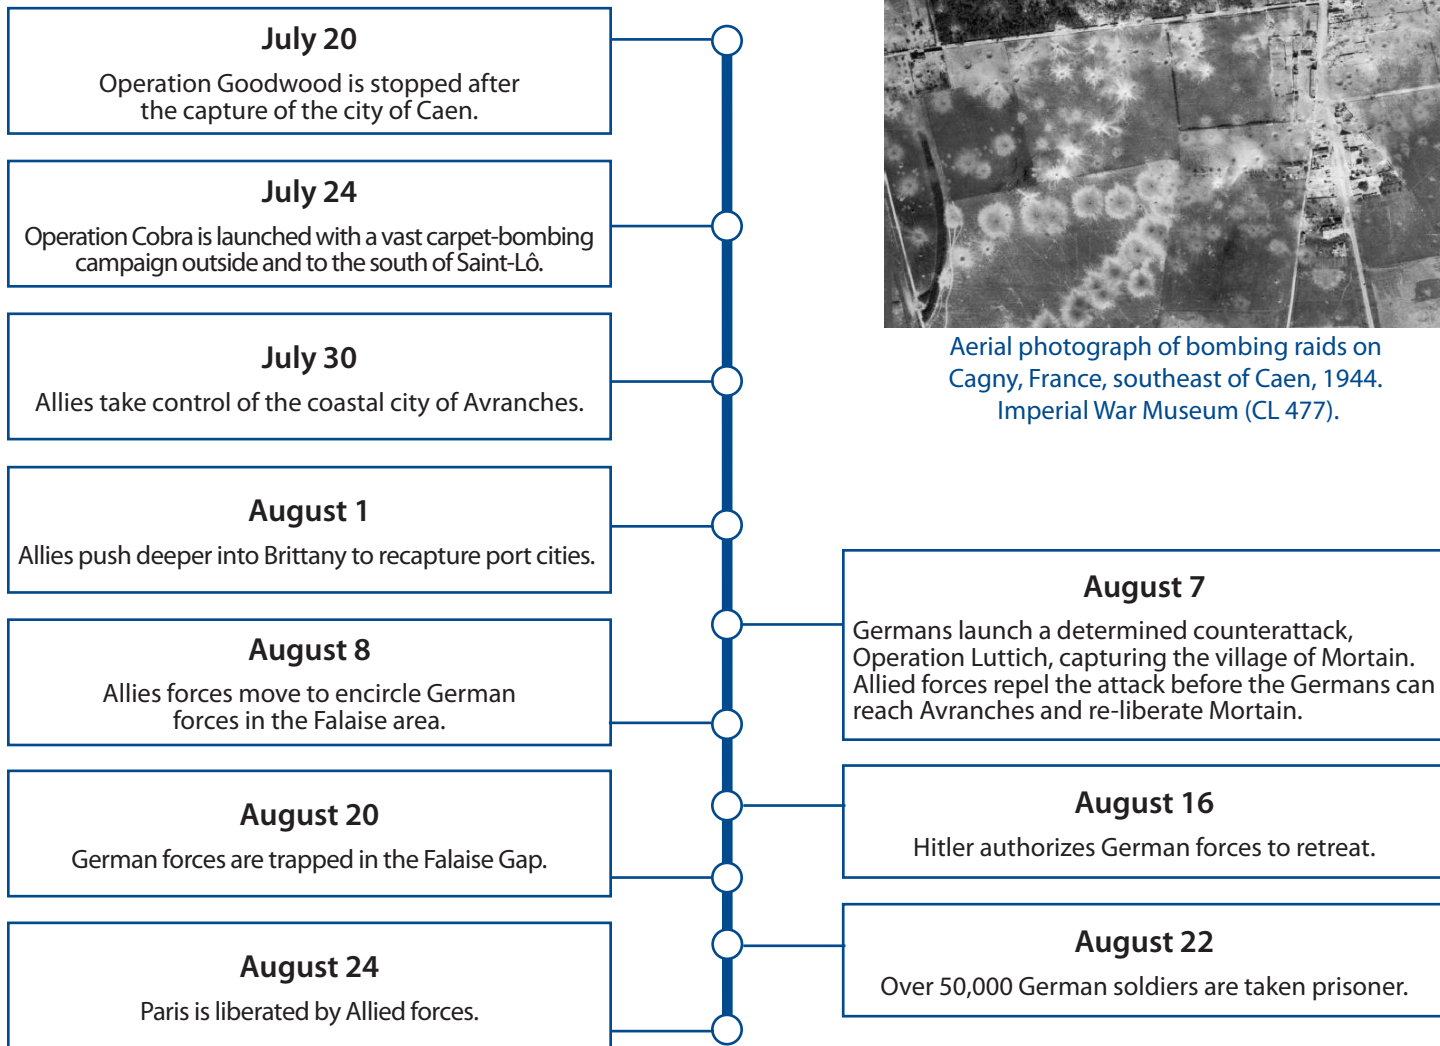 July 20
Operation Goodwood is stopped after
the capture of the city of Caen.
July 24
Operation Cobra is launched with a vast carpet-bombing
campaign outside and to the south of Saint-Lô.
July 30
Allies take control of the coastal city of Avranches.
August 1
Allies push deeper into Brittany to recapture port cities.
August 8
Allies forces move to encircle German
forces in the Falaise area.
August 20
German forces are trapped in the Falaise Gap.
August 24
Paris is liberated by Allied forces.
Aerial photograph of bombing raids on
Cagny, France, southeast of Caen, 1944.
Imperial War Museum (CL 477).
August 7
Germans launch a determined counterattack,
Operation Luttich, capturing the village of Mortain.
Allied forces repel the attack before the Germans can
reach Avranches and re-liberate Mortain.
August 16
Hitler authorizes German forces to retreat.
August 22
Over 50,000 German soldiers are taken prisoner.